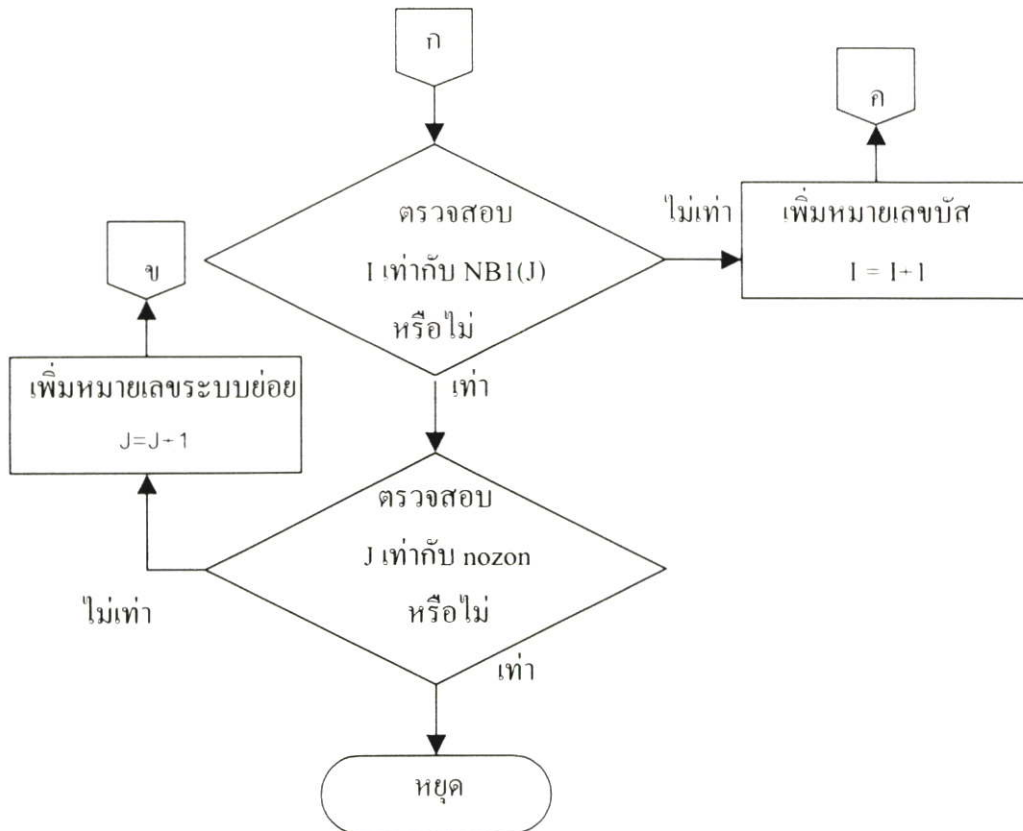 ก
ค
ตรวจสอบ
I เท่ากับ NB1(J)
หรือไม่
ไม่เท่า
เพิ่มหมายเลขบัส
I = I+1
ข
เท่า
เพิ่มหมายเลขระบบย่อย
J=J+1
ตรวจสอบ
J เท่ากับ nozon
หรือไม่
ไม่เท่า
เท่า
หยุด